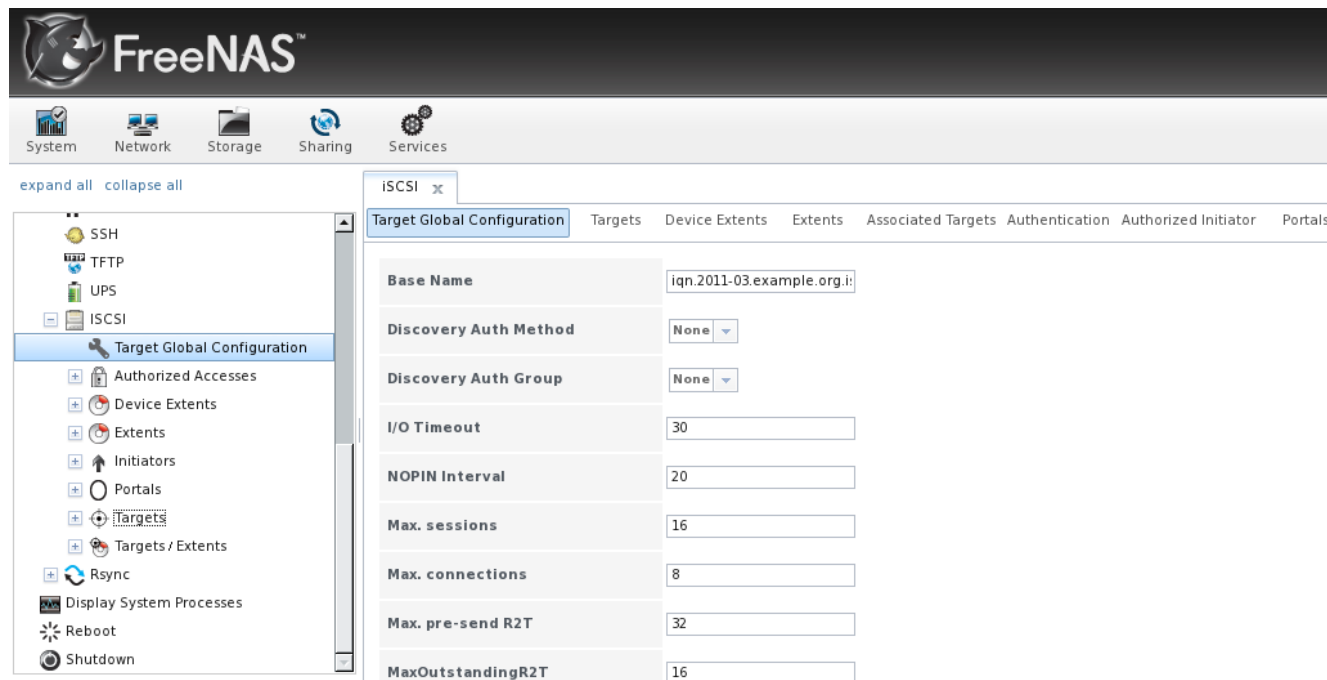 FreeNAS™
System Network Storage Sharing Services
expand all collapse all
SSH
TFTP
UPS
ISCSI
Target Global Configuration
Authorized Accesses
Device Extents
Extents
Initiators
Portals
Targets
Targets / Extents
Rsync
Display System Processes
Reboot
Shutdown
iSCSI x
Target Global Configuration Targets Device Extents Extents Associated Targets Authentication Authorized Initiator Portals
Base Name iqn.2011-03.example.org.i
Discovery Auth Method None
Discovery Auth Group None
I/O Timeout 30
NOPIN Interval 20
Max. sessions 16
Max. connections 8
Max. pre-send R2T 32
MaxOutstandingR2T 16